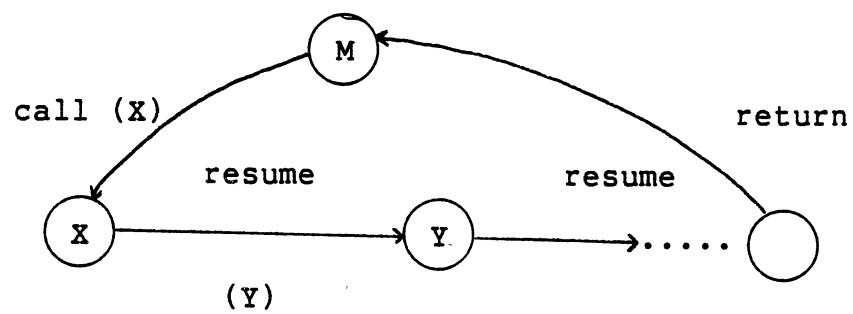 M
call (X)
return
resume
resume
X
Y
.....
(Y)